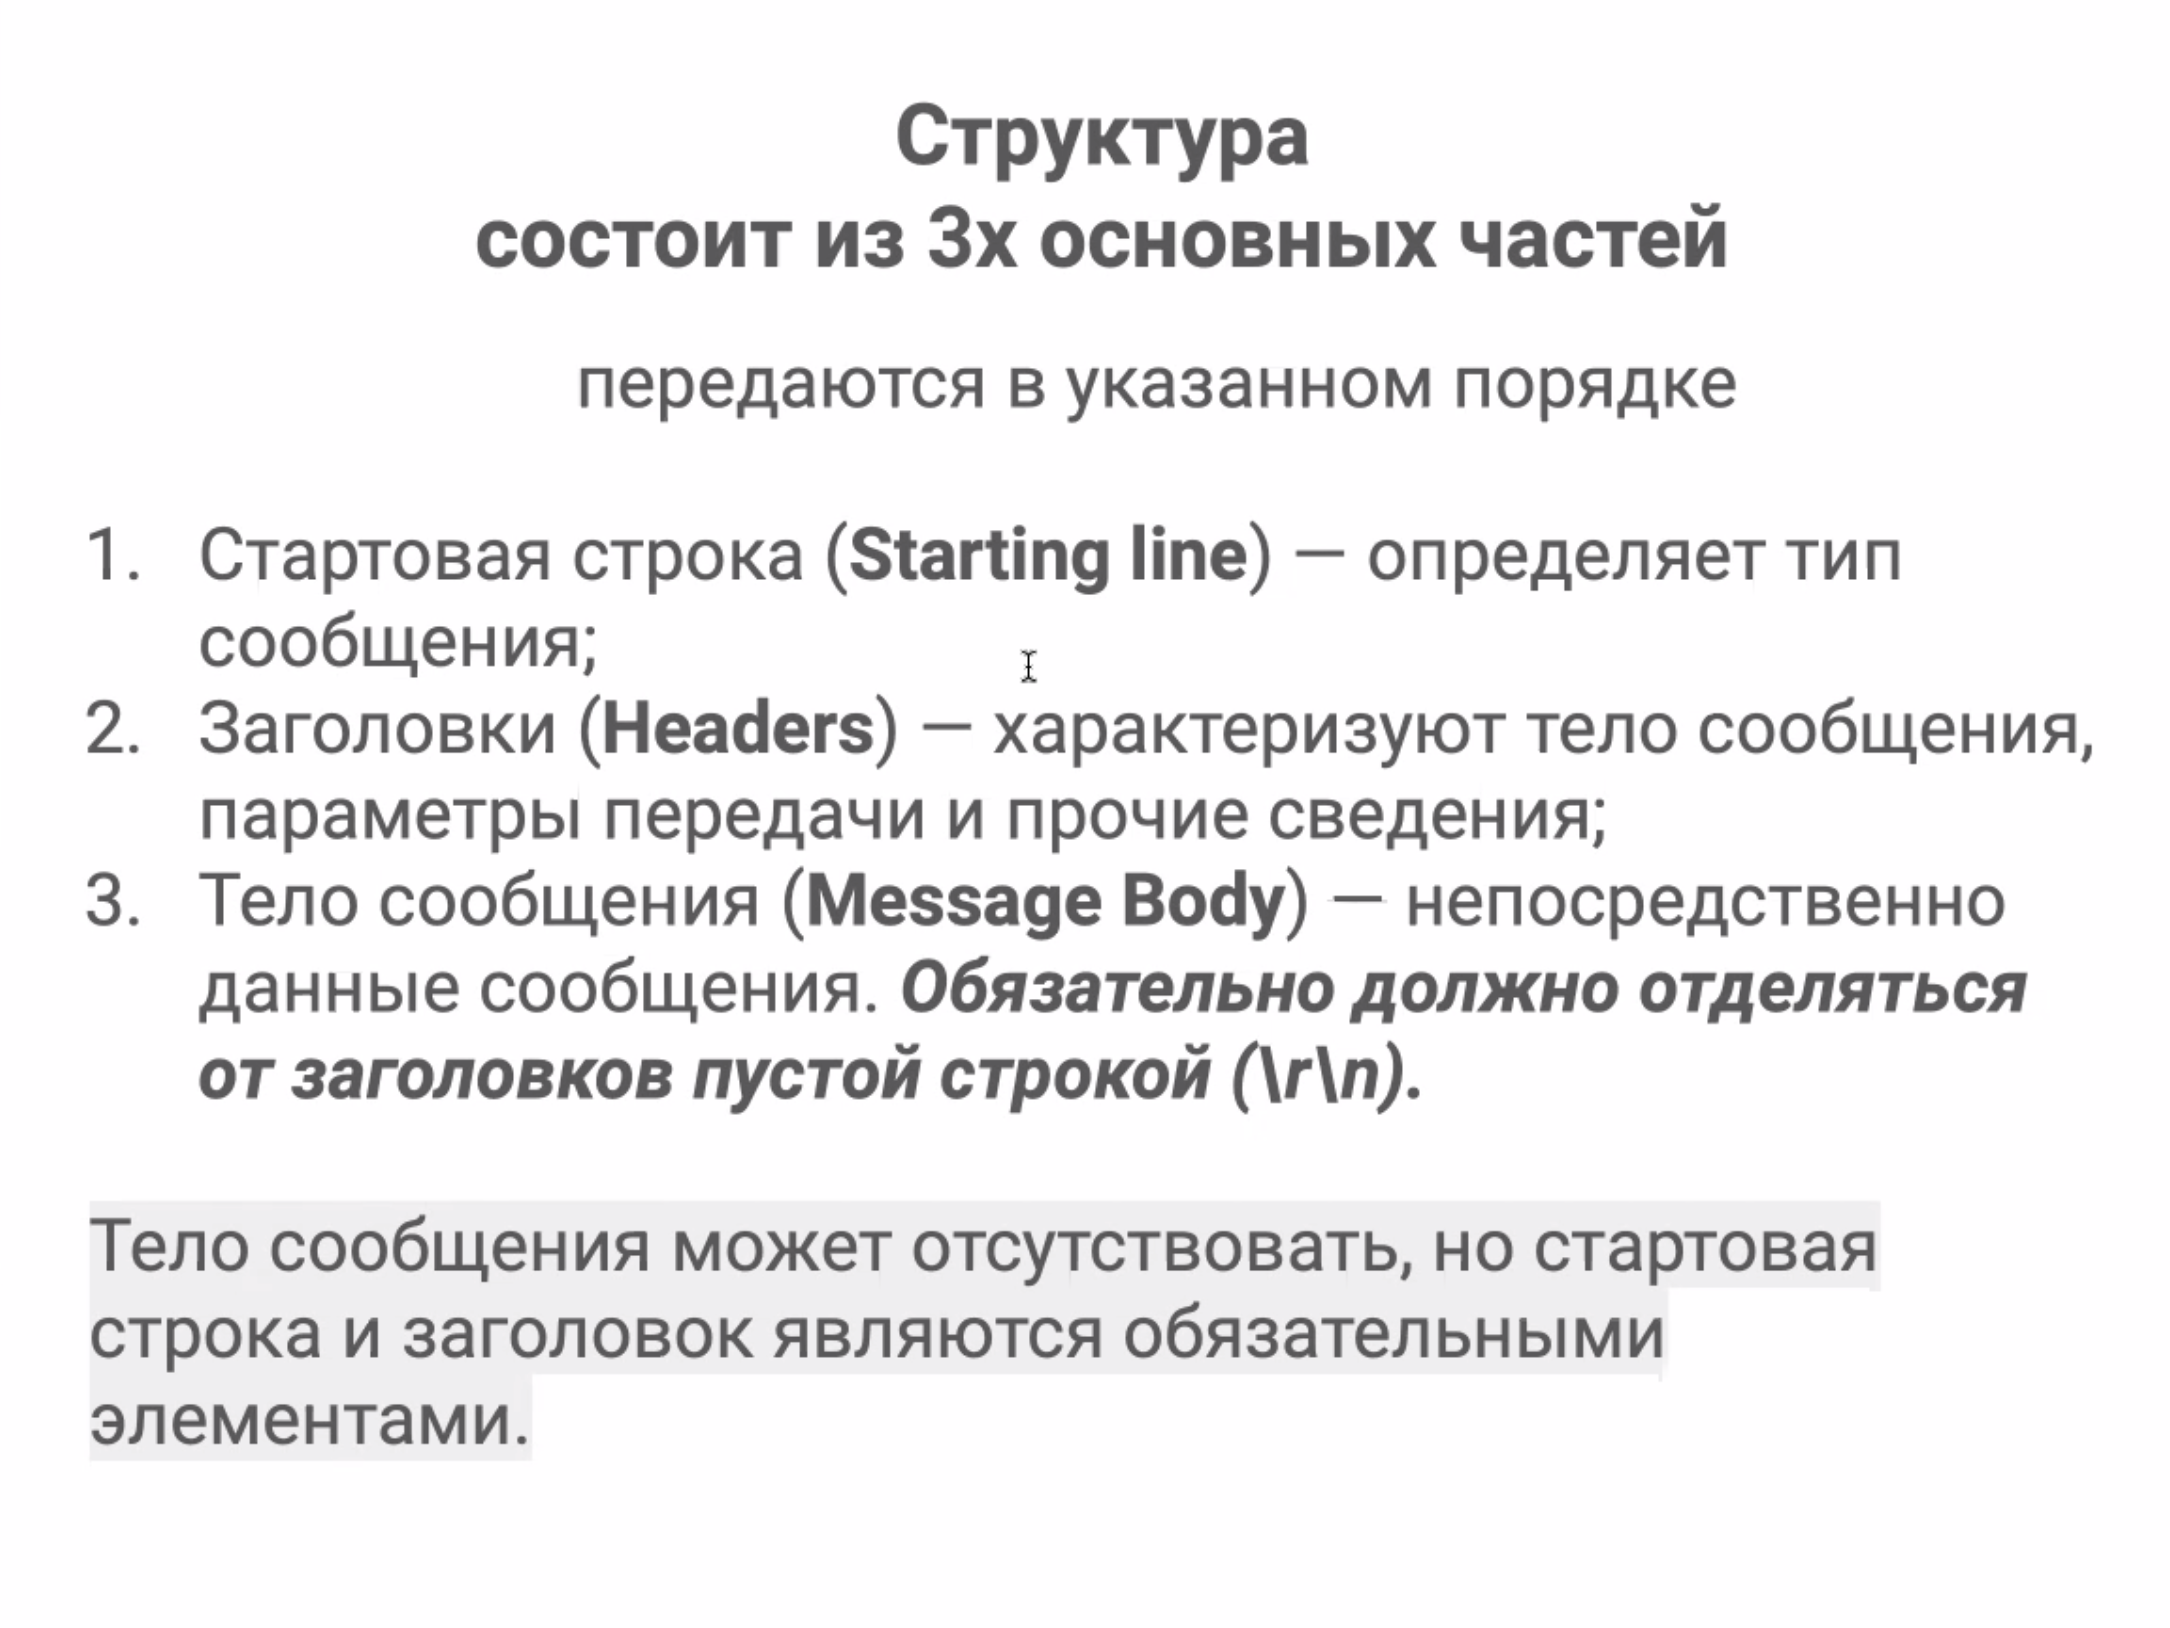 Структура
состоит из 3х основных частей
передаются в указанном порядке
1. Стартовая строка (Starting line) — определяет тип
сообщения;
2. Заголовки (Headers) — характеризуют тело сообщения,
параметры передачи и прочие сведения;
3. Тело сообщения (Message Body) — непосредственно
данные сообщения. Обязательно должно отделяться
от заголовков пустой строкой (\r\n).
Тело сообщения может отсутствовать, но стартовая
строка и заголовок являются обязательными
элементами.